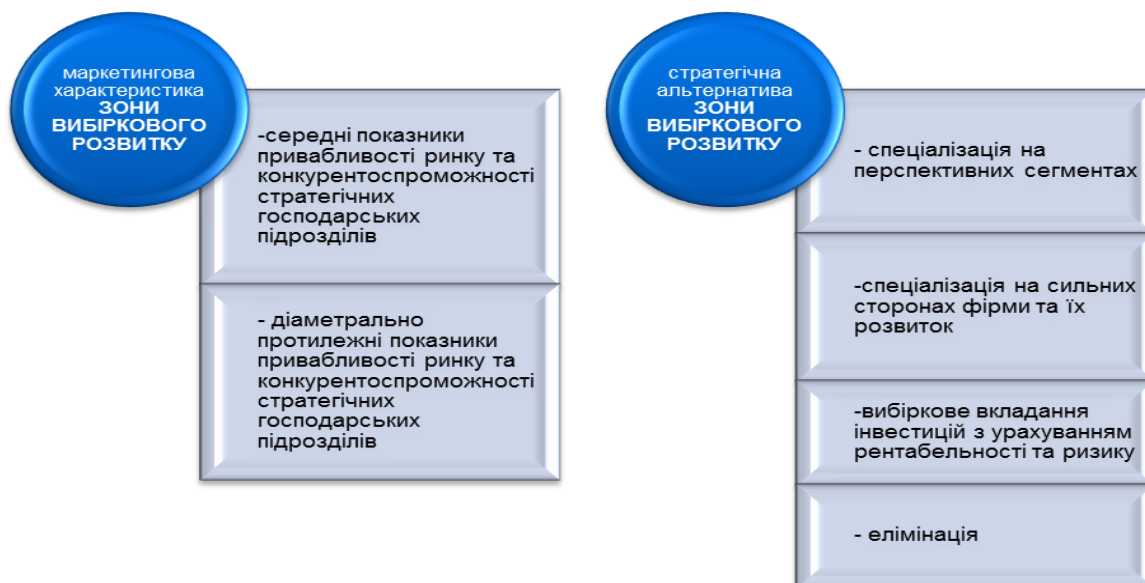 маркетингова
характеристика
ЗОНИ
ВИБІРКОВОГО
РОЗВИТКУ
-середні показники
привабливості ринку та
конкурентоспроможності
стратегічних
господарських
підрозділів
- діаметрально
протилежні показники
привабливості ринку та
конкурентоспроможності
стратегічних
господарських
підрозділів
стратегічна
альтернатива
ЗОНИ
ВИБІРКОВОГО
РОЗВИТКУ
- спеціалізація на
перспективних сегментах
-спеціалізація на сильних
сторонах фірми та їх
розвиток
-вибіркове вкладання
інвестицій з урахуванням
рентабельності та ризику
- елімінація